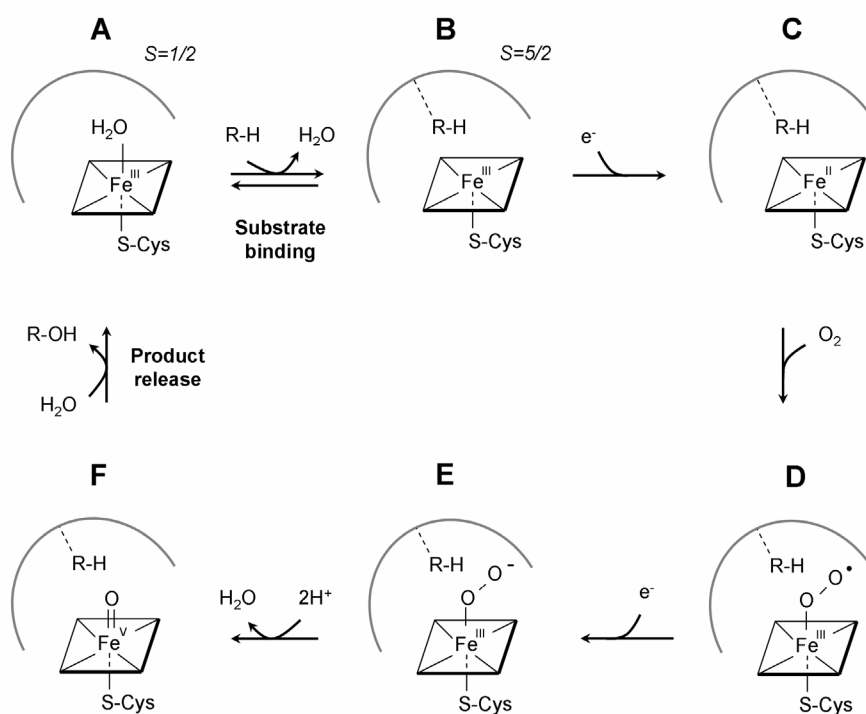 A
B
C
S=1/2
S=5/2
H₂O
R-H
H₂O
R-H
e⁻
R-H
Feᴵᴵᴵ
Feᴵᴵᴵ
Feᴵᴵ
S-Cys
Substrate
binding
S-Cys
S-Cys
R-OH
Product
release
H₂O
O₂
F
E
D
R-H
R-H
O⁻
R-H
O•
O
H₂O
2H⁺
O
e⁻
O
Feⱽ
Feᴵᴵᴵ
Feᴵᴵᴵ
S-Cys
S-Cys
S-Cys